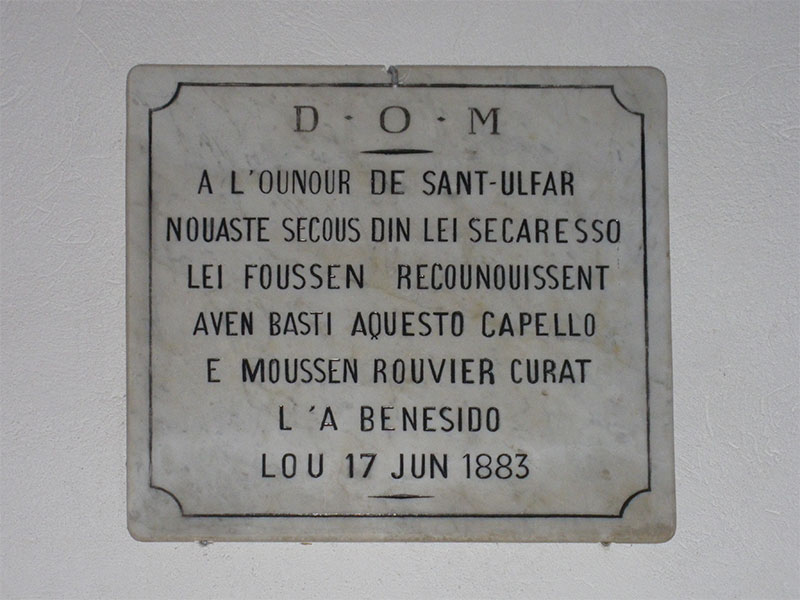 D · O · M
A L'OUNOUR DE SANT-ULFAR
NOUASTE SECOUS DIN LEI SECARESSO
LEI FOUSSEN RECOUNOUISSENT
AVEN BASTI AQUESTO CAPELLO
E MOUSSEN ROUVIER CURAT
L'A BENESIDO
LOU 17 JUN 1883